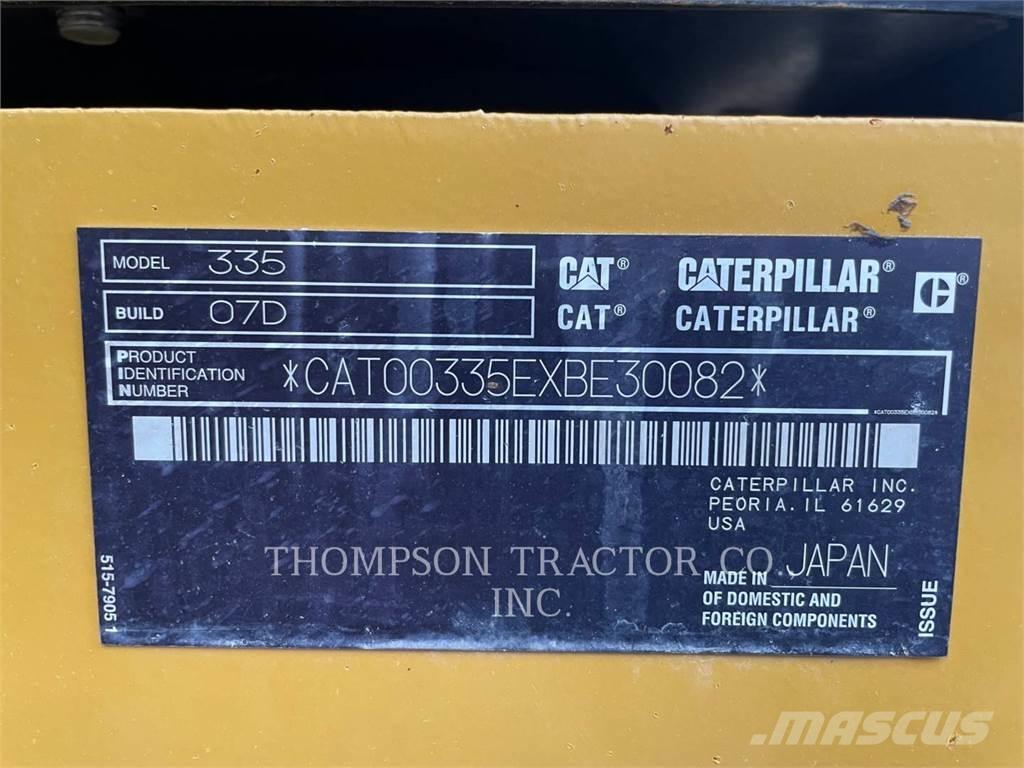 MODEL 335
BUILD 07D
CAT® CATERPILLAR® ®
CAT® CATERPILLAR®
PRODUCT
IDENTIFICATION
NUMBER
*CAT00335EXBE30082*
CATERPILLAR INC.
PEORIA. IL 61629
USA
MADE IN JAPAN
OF DOMESTIC AND
FOREIGN COMPONENTS
515-7905 1
ISSUE
THOMPSON TRACTOR CO.
INC.
MASCUS